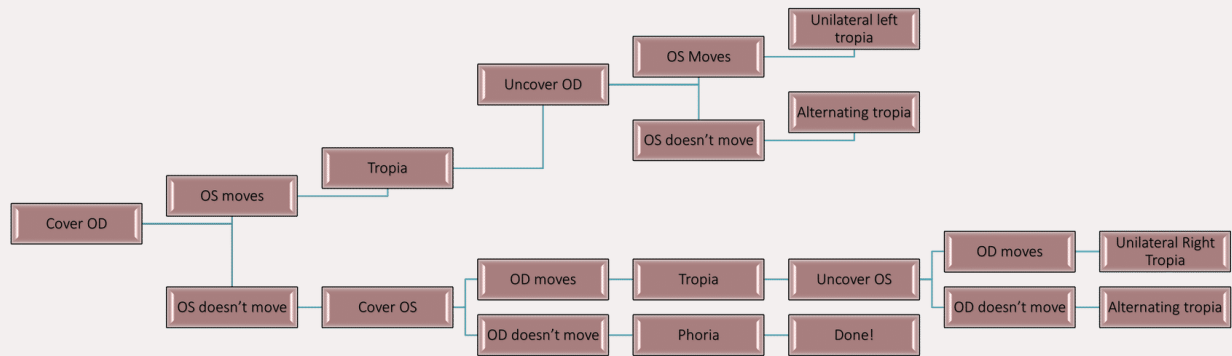 Unilateral left
tropia
OS Moves
Uncover OD
Alternating tropia
OS doesn't move
Tropia
OS moves
Cover OD
OS doesn't move
Cover OS
OD moves
Tropia
Uncover OS
OD moves
Unilateral Right
Tropia
OD doesn't move
Alternating tropia
OD doesn't move
Phoria
Done!